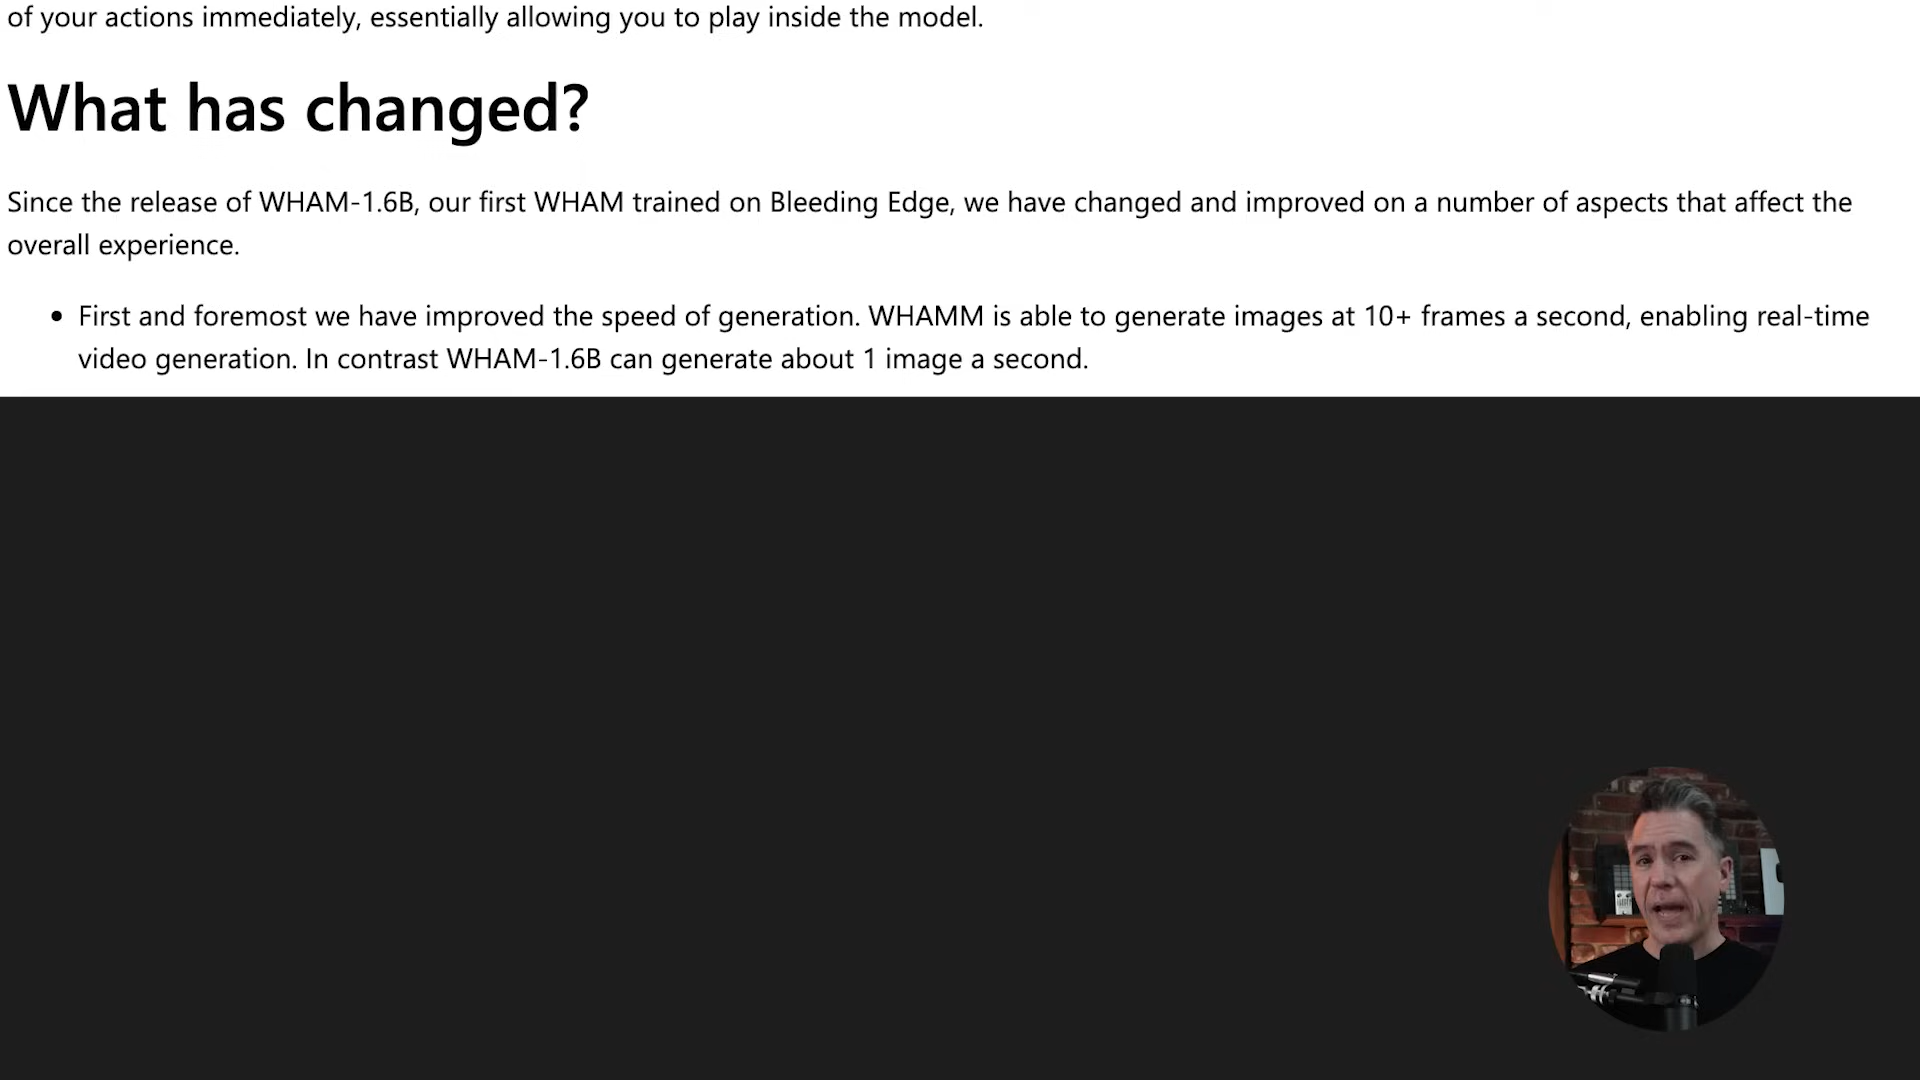 of your actions immediately, essentially allowing you to play inside the model.
What has changed?
Since the release of WHAM-1.6B, our first WHAM trained on Bleeding Edge, we have changed and improved on a number of aspects that affect the
overall experience.
• First and foremost we have improved the speed of generation. WHAMM is able to generate images at 10+ frames a second, enabling real-time
video generation. In contrast WHAM-1.6B can generate about 1 image a second.